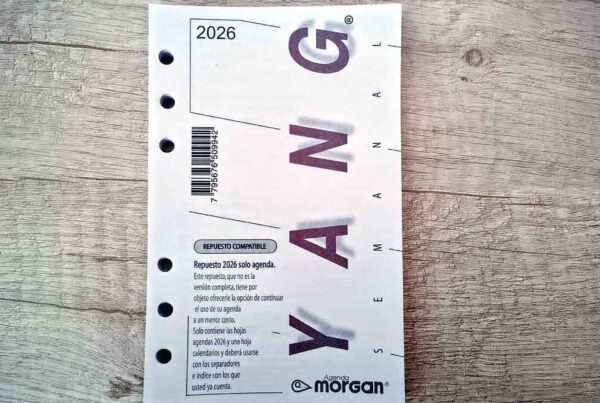 2026
YANG®
SEMANAL
7 795676 509942
REPUESTO COMPATIBLE
Repuesto 2026 solo agenda.
Este repuesto, que no es la
versión completa, tiene por
objeto ofrecerle la opción de continuar
el uso de su agenda
a un menor costo.
Solo contiene las hojas
agendas 2026 y una hoja
calendarios y deberá usarse
con los separadores
e índice con los que
usted ya cuenta.
Agenda
morgan®